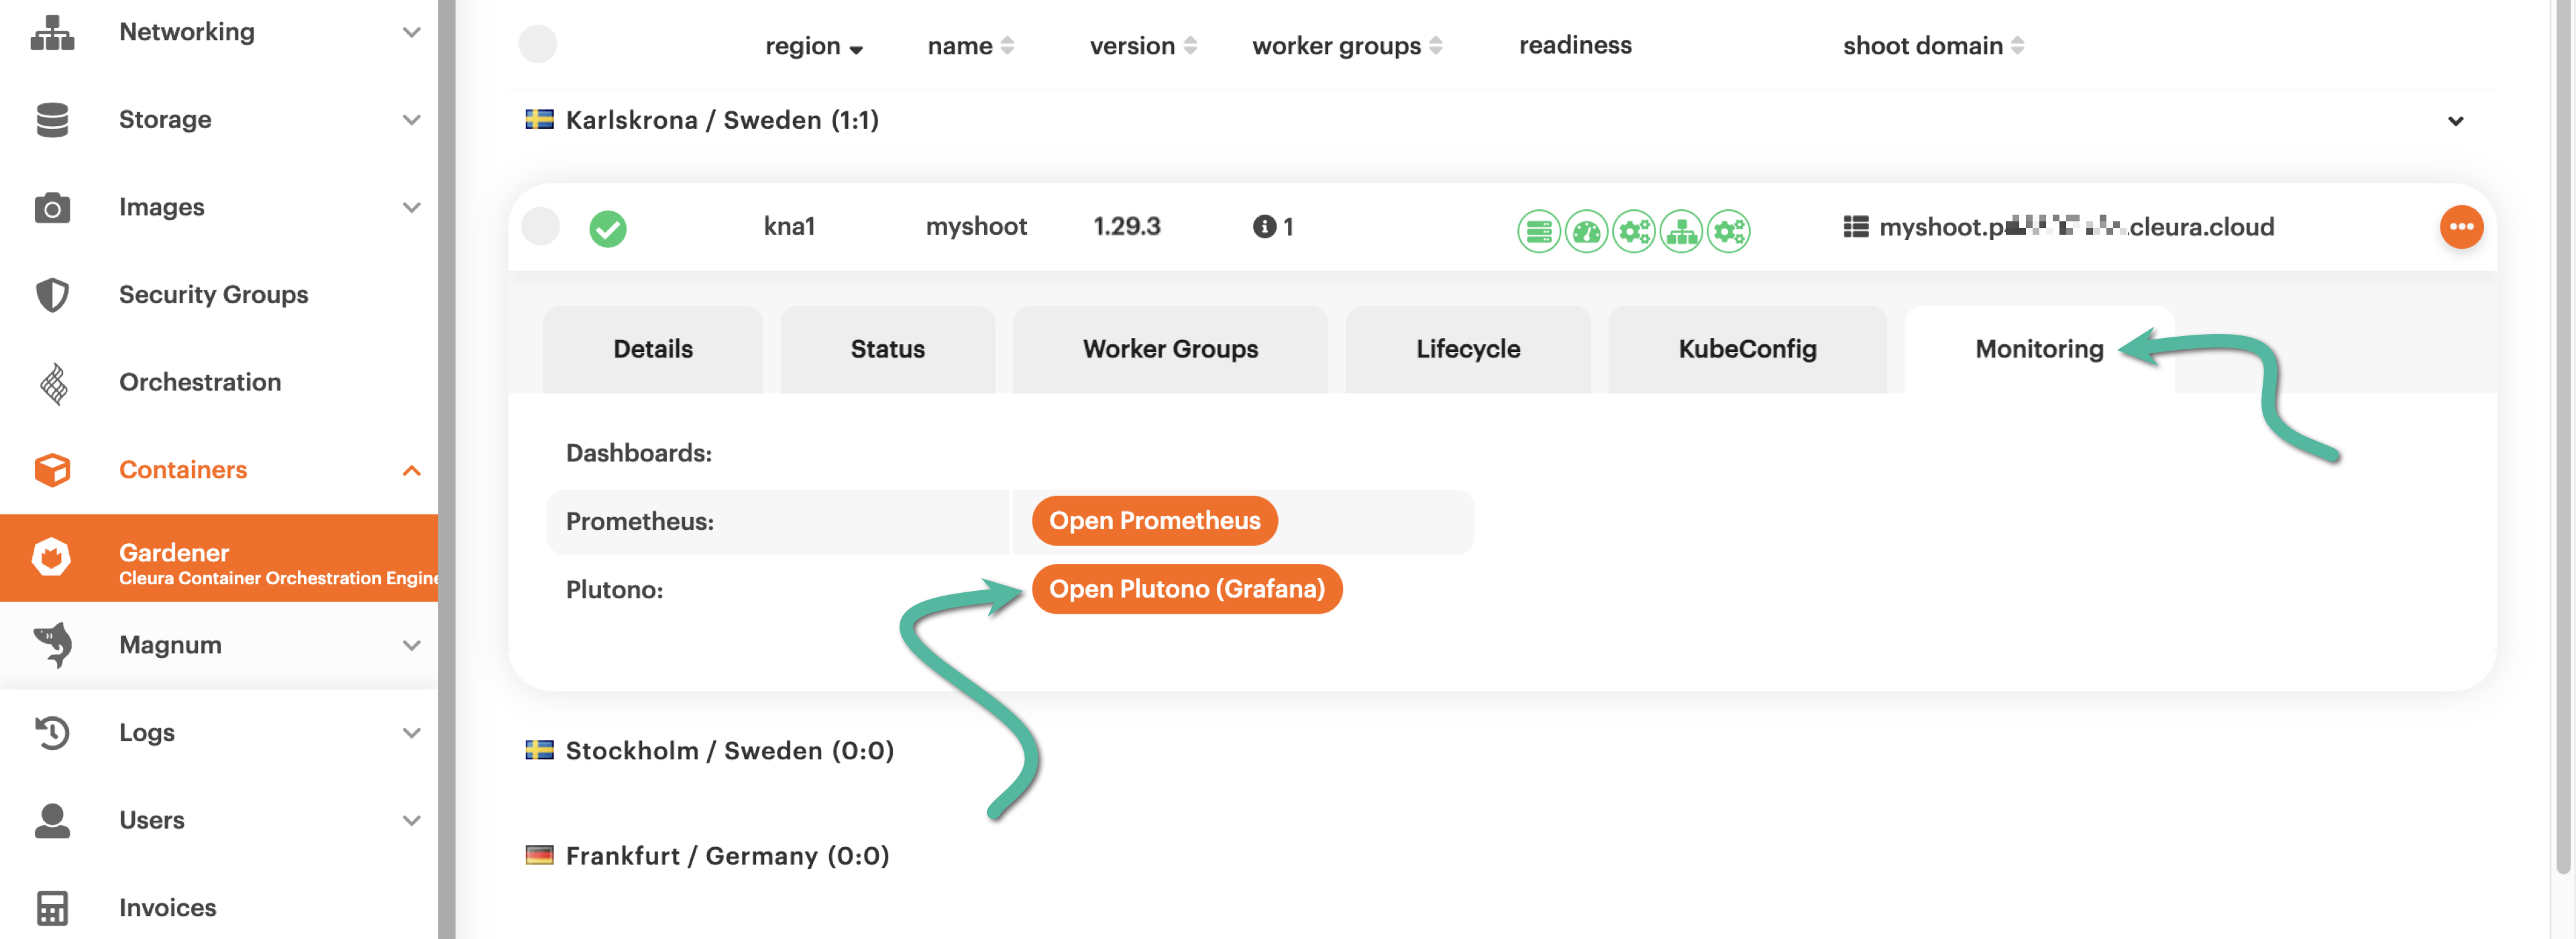 Networking
Storage
Images
Security Groups
Orchestration
Containers
Gardener
Cleura Container Orchestration Engine
Magnum
Logs
Users
Invoices
region name version worker groups readiness shoot domain
Karlskrona / Sweden (1:1)
kna1 myshoot 1.29.3 1 myshoot.p .cleura.cloud
Details Status Worker Groups Lifecycle KubeConfig Monitoring
Dashboards:
Prometheus: Open Prometheus
Plutono: Open Plutono (Grafana)
Stockholm / Sweden (0:0)
Frankfurt / Germany (0:0)